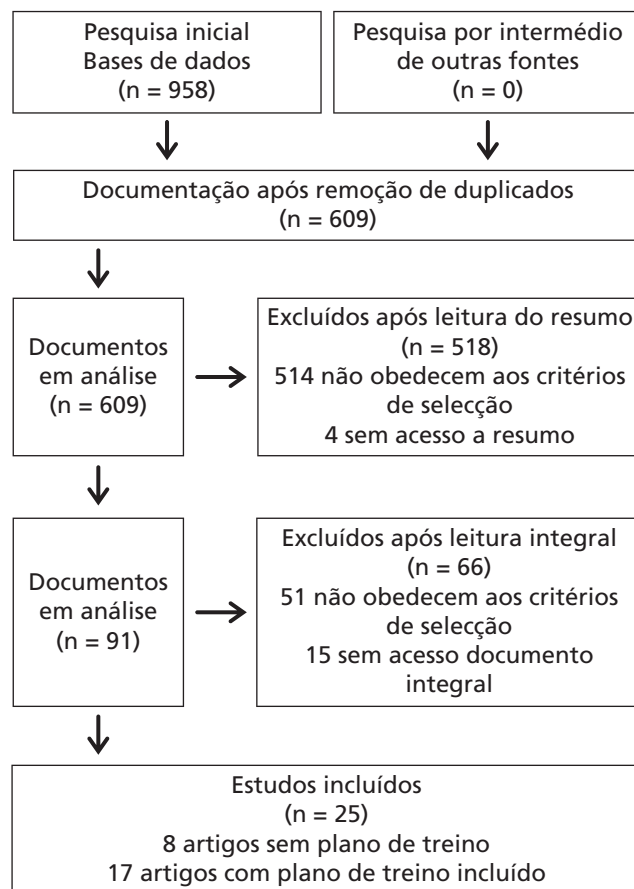 Pesquisa inicial
Bases de dados
(n = 958)
Pesquisa por intermédio
de outras fontes
(n = 0)
Documentação após remoção de duplicados
(n = 609)
Documentos
em análise
(n = 609)
Excluídos após leitura do resumo
(n = 518)
514 não obedecem aos critérios
de selecção
4 sem acesso a resumo
Documentos
em análise
(n = 91)
Excluídos após leitura integral
(n = 66)
51 não obedecem aos critérios
de selecção
15 sem acesso documento
integral
Estudos incluídos
(n = 25)
8 artigos sem plano de treino
17 artigos com plano de treino incluído